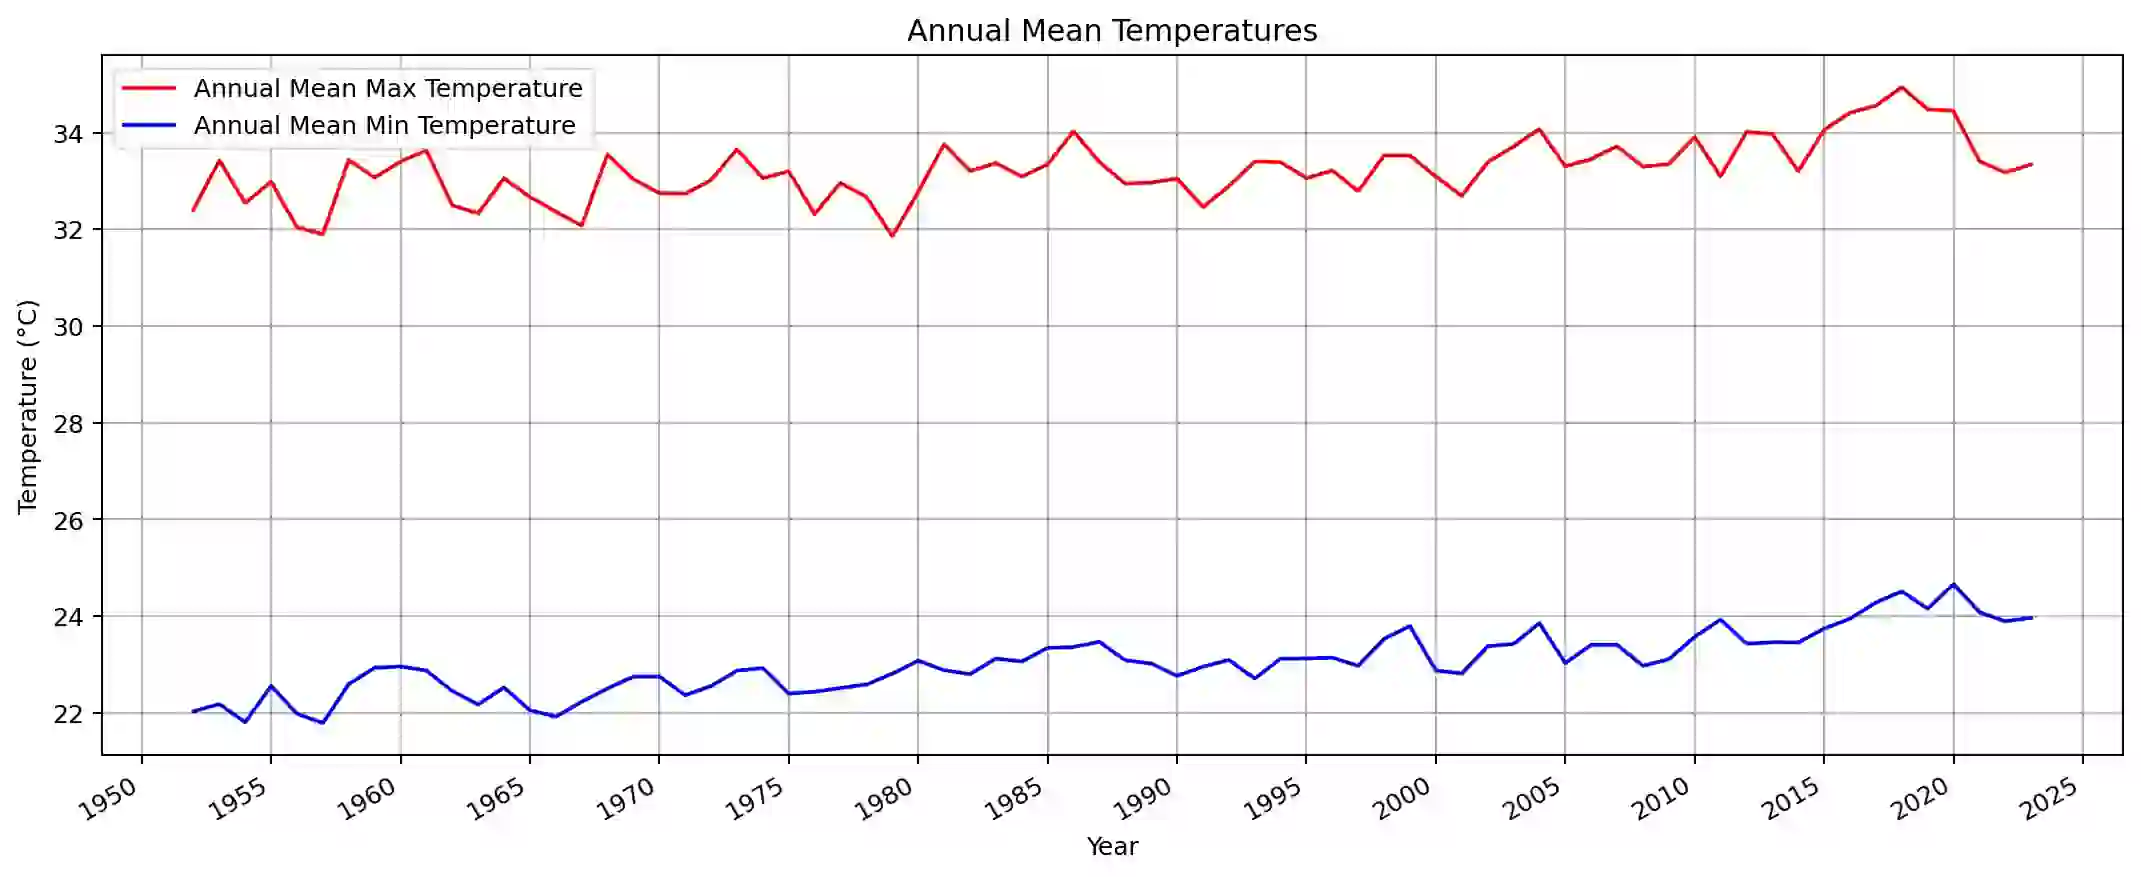 Annual Mean Temperatures
Annual Mean Max Temperature
Annual Mean Min Temperature
34
32
30
28
26
24
22
Temperature (°C)
1950 1955 1960 1965 1970 1975 1980 1985 1990 1995 2000 2005 2010 2015 2020 2025
Year